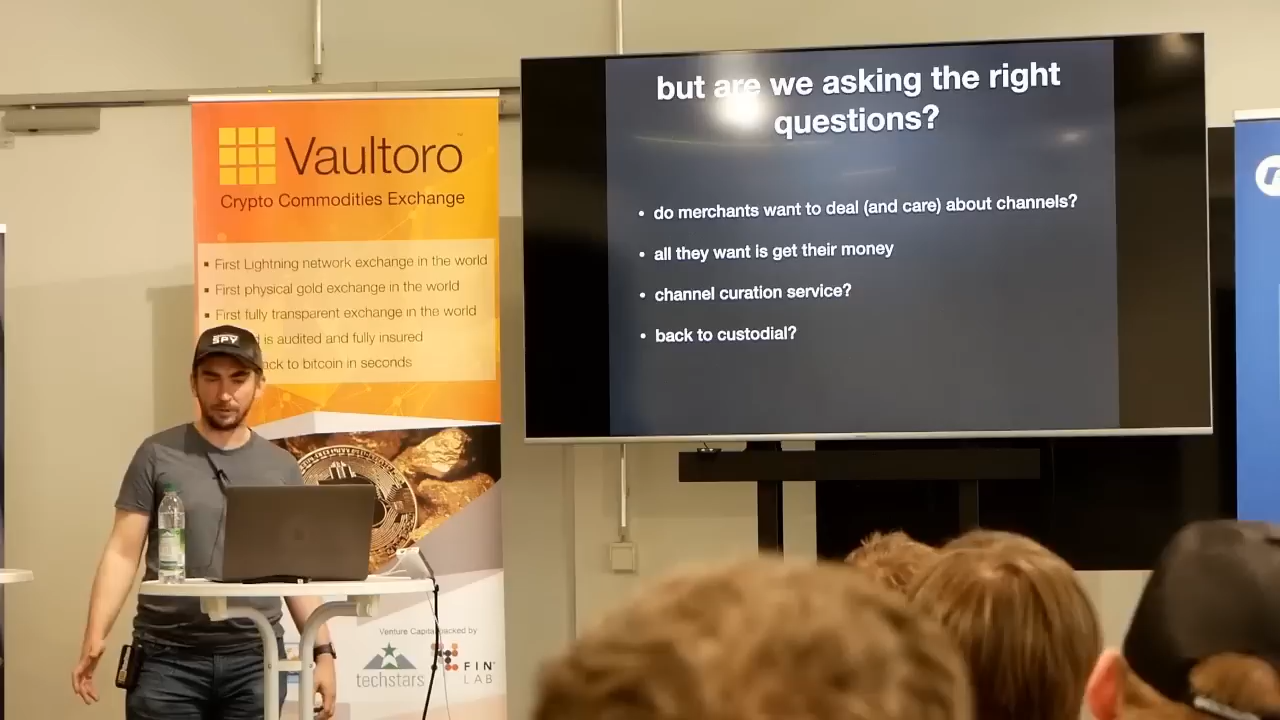 Vaultoro
Crypto Commodities Exchange
▪ First Lightning network exchange in the world
▪ First physical gold exchange in the world
▪ First fully transparent exchange in the world
is audited and fully insured
to bitcoin in seconds
SPY
Venture Capital backed by
techstars
FIN
LAB
but are we asking the right
questions?
• do merchants want to deal (and care) about channels?
• all they want is get their money
• channel curation service?
• back to custodial?